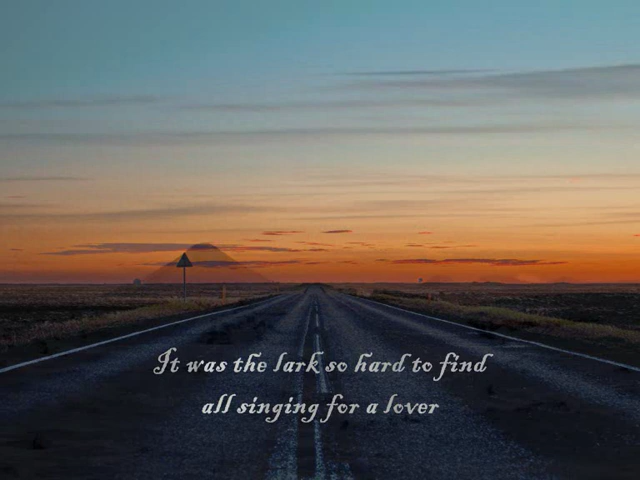 It was the lark so hard to find
all singing for a lover